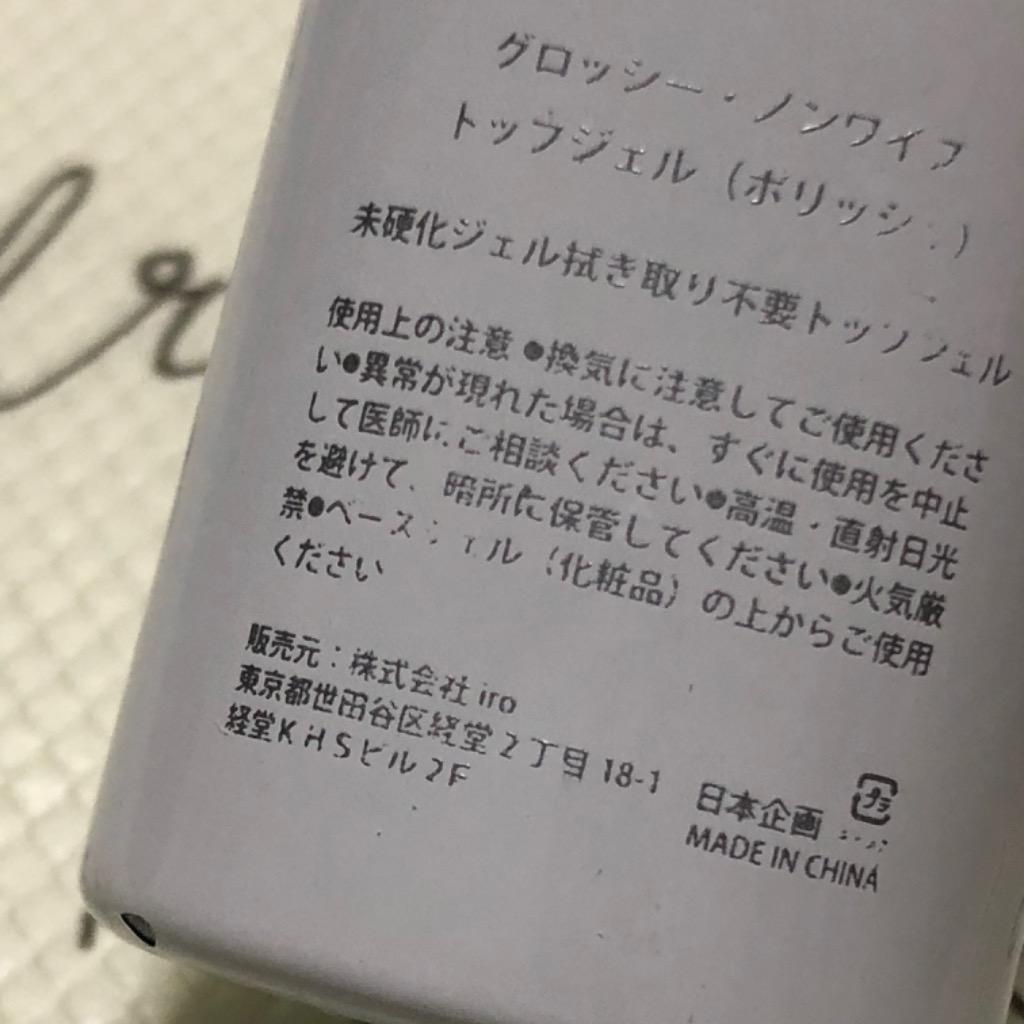 グロッシー・ノンワイプ
トップジェル（ポリッシュ）
未硬化ジェル拭き取り不要トップジェル
使用上の注意 ●換気に注意してご使用くださ
い●異常が現れた場合は、すぐに使用を中止
して医師にご相談ください●高温・直射日光
を避けて、暗所に保管してください●火気厳
禁●ベースジェル（化粧品）の上からご使用
ください
販売元：株式会社iro
東京都世田谷区経堂２丁目18-1
経堂ＫＨＳビル２Ｆ
プラ
日本企画
MADE IN CHINA